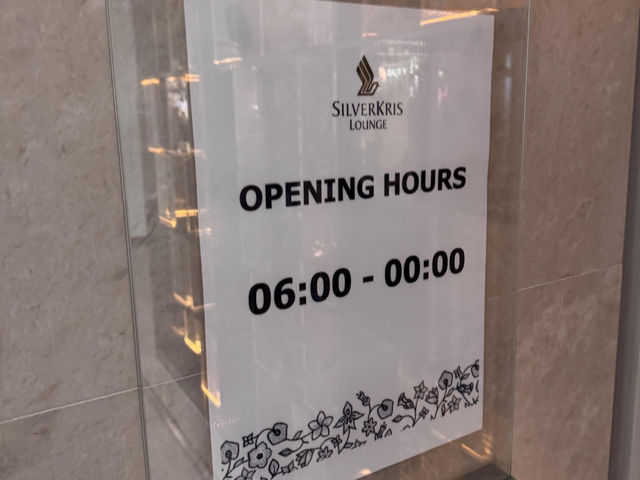 SILVERKRIS
LOUNGE
OPENING HOURS
06:00 - 00:00